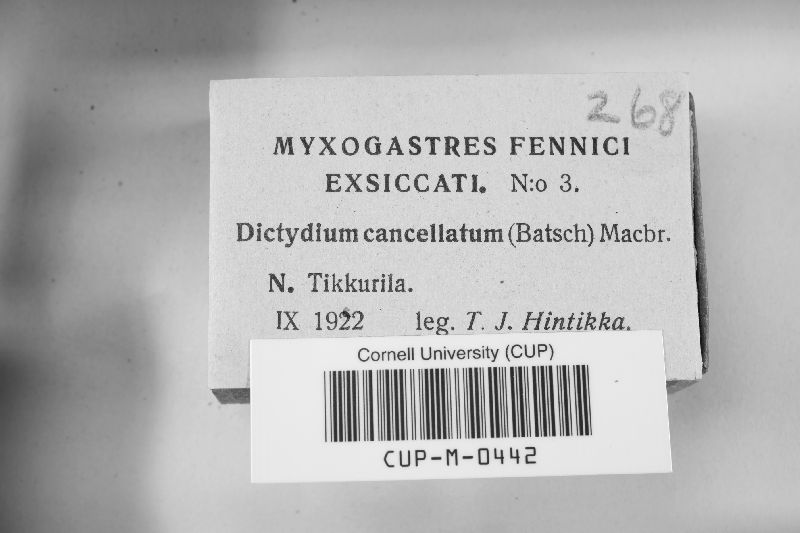 268
MYXOGASTRES FENNICI
EXSICCATI. N:o 3.
Dictydium cancellatum (Batsch) Macbr.
N. Tikkurila.
IX 1922 leg. T. J. Hintikka.
Cornell University (CUP)
CUP-M-0442